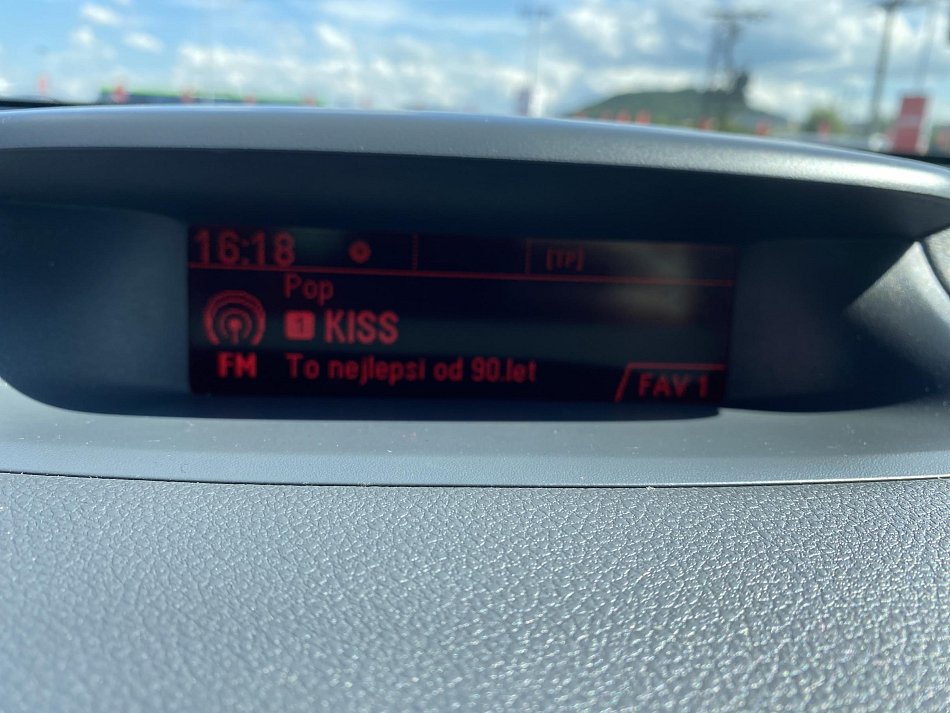 16:18 [TP]
Pop
1 KISS
FM To nejlepsi od 90.let
FAV 1